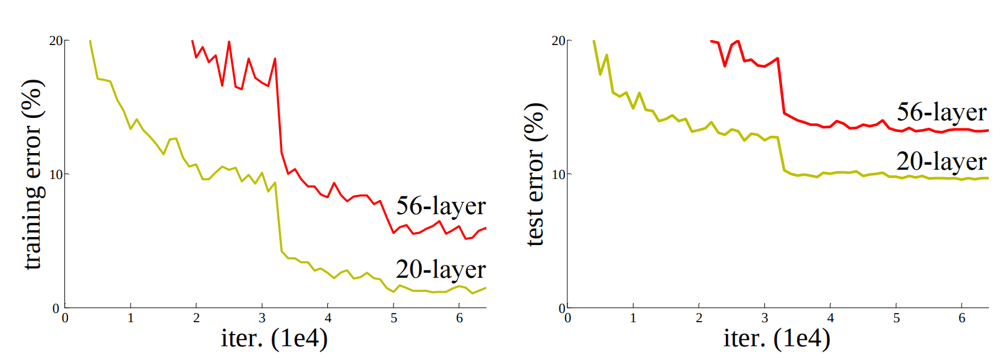 20
10
0
training error (%)
56-layer
20-layer
0 1 2 3 4 5 6
iter. (1e4)
20
10
0
test error (%)
56-layer
20-layer
0 1 2 3 4 5 6
iter. (1e4)